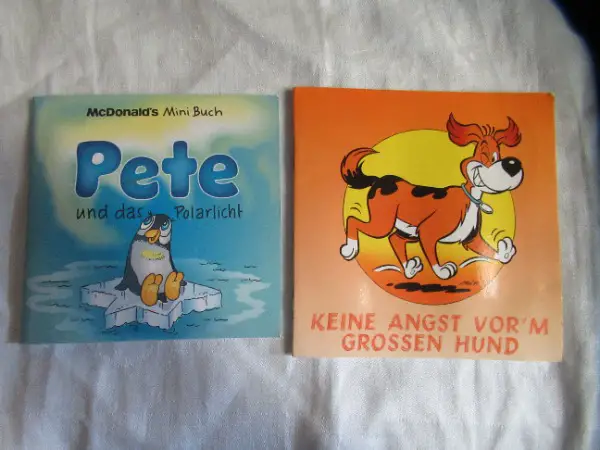 McDonald's Mini Buch
Pete
und das Polarlicht
KEINE ANGST VOR'M
GROSSEN HUND